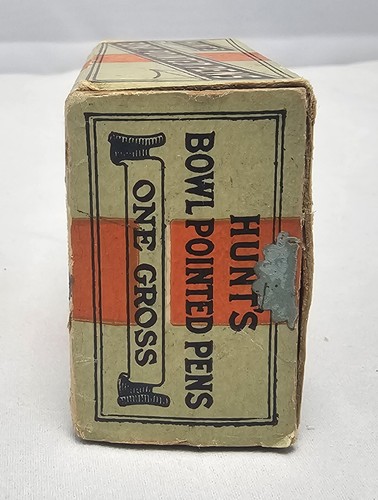 HUNT'S
BOWL POINTED PENS
ONE GROSS